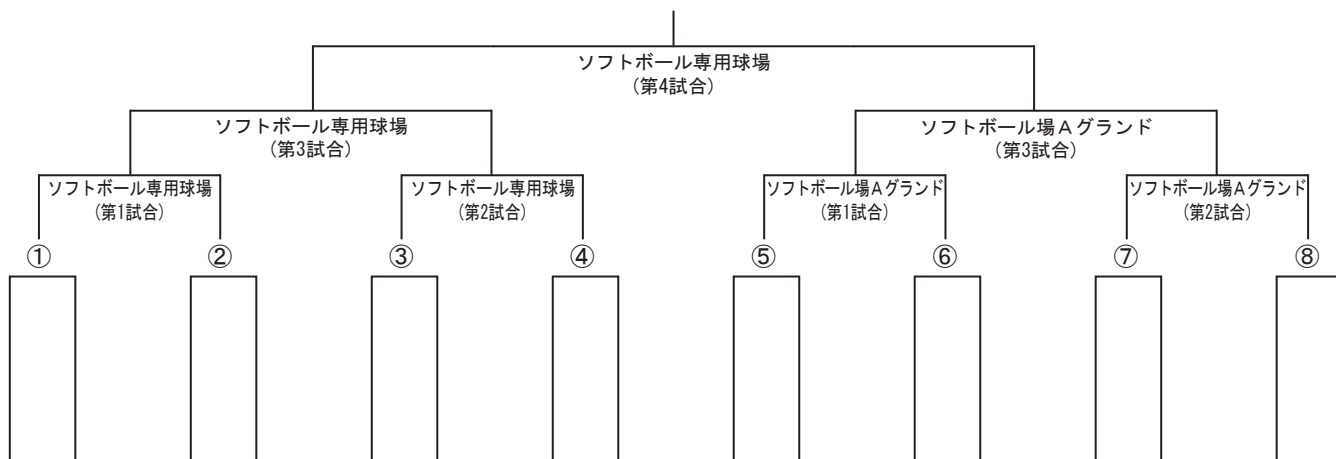 ソフトボール専用球場
(第4試合)
ソフトボール専用球場
(第3試合)
ソフトボール場Aグランド
(第3試合)
ソフトボール専用球場
(第1試合)
ソフトボール専用球場
(第2試合)
ソフトボール場Aグランド
(第1試合)
ソフトボール場Aグランド
(第2試合)
① ② ③ ④ ⑤ ⑥ ⑦ ⑧